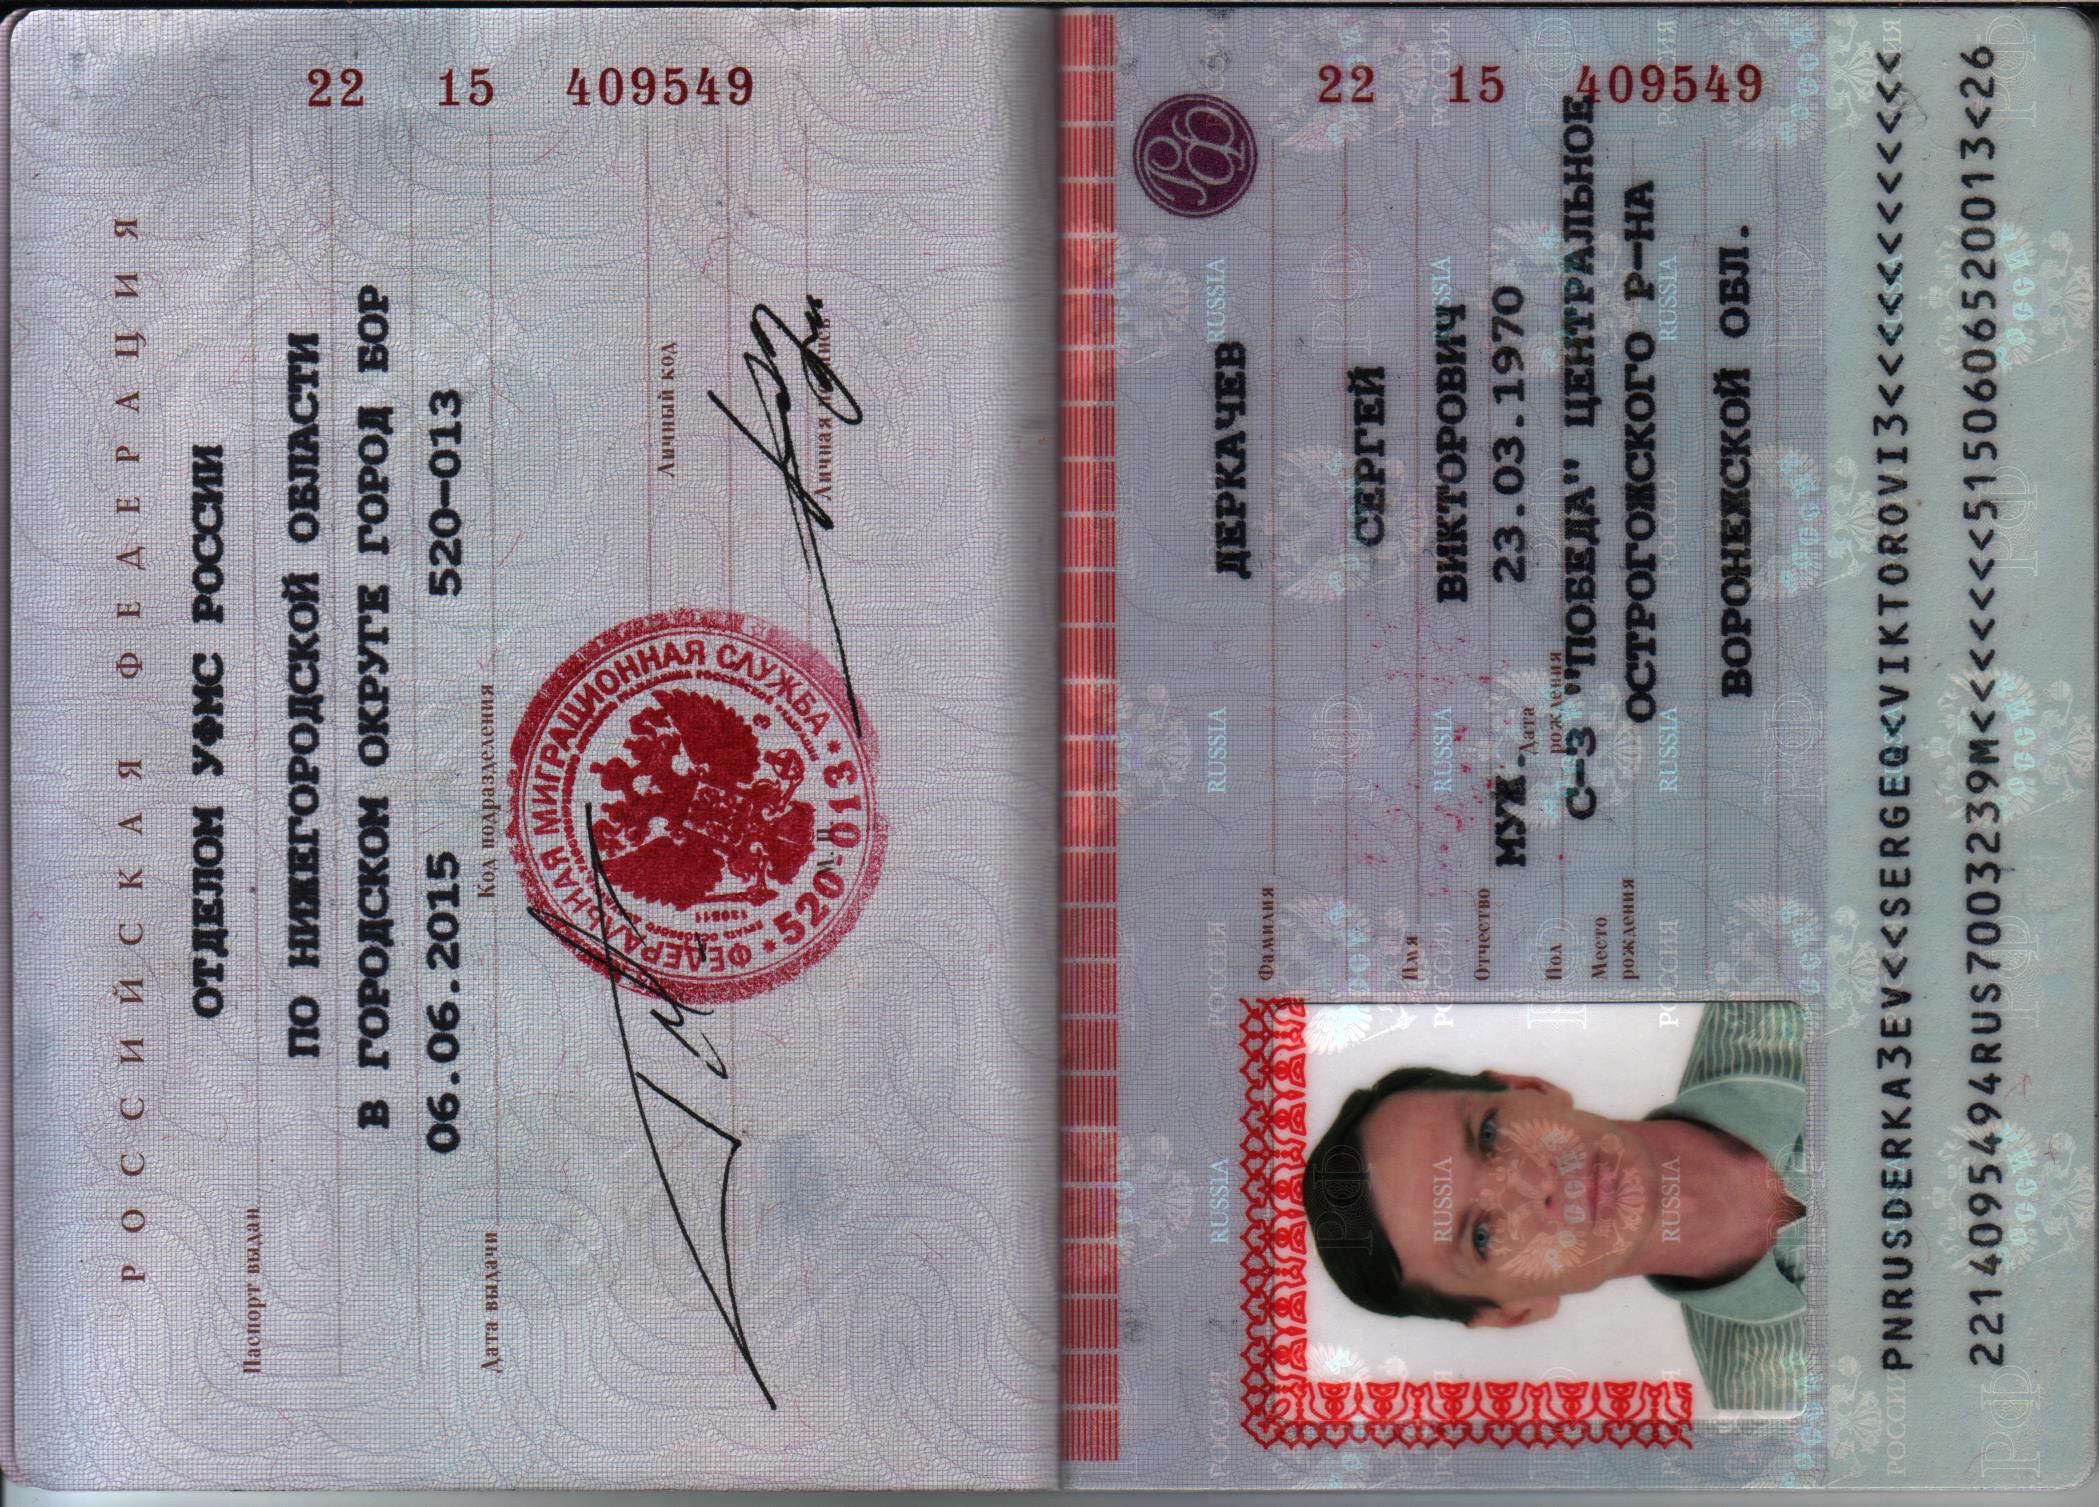 РОССИЙСКАЯ ФЕДЕРАЦИЯ
22 15 409549
Паспорт выдан
ОТДЕЛОМ УФМС РОССИИ
ПО НИЖЕГОРОДСКОЙ ОБЛАСТИ
В ГОРОДСКОМ ОКРУГЕ ГОРОД БОР
Дата выдачи 06.06.2015
Код подразделения 520-013
Личный код
Личная подпись
М.П.
ФЕДЕРАЛЬНАЯ МИГРАЦИОННАЯ СЛУЖБА * 520-013 *
22 15 409549
РФ
Фамилия ДЕРКАЧЕВ
Имя СЕРГЕЙ
Отчество ВИКТОРОВИЧ
Пол МУЖ.
Дата рождения 23.03.1970
Место рождения С-З "ПОБЕДА" ЦЕНТРАЛЬНОЕ
ОСТРОГОЖСКОГО Р-НА
ВОРОНЕЖСКОЙ ОБЛ.
РОССИЯ RUSSIA РОССИЯ RUSSIA
PNRUSDERKA3EV<<SERGEQ<VIKTOROVI3<<<<<<<<<<<<
2214095494RUS7003239M<<<<<<<5150606520013<26